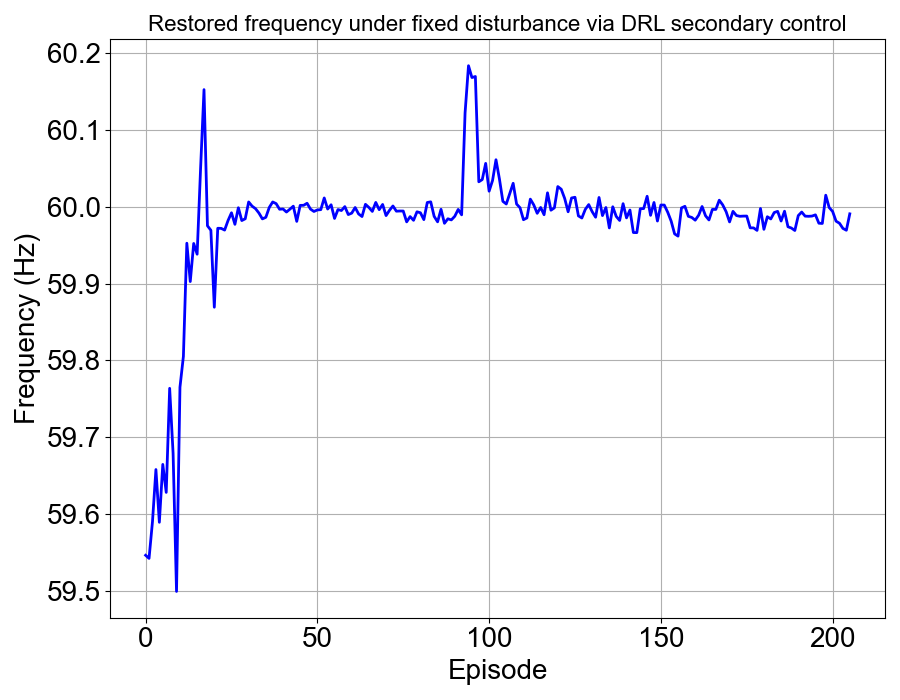 Restored frequency under fixed disturbance via DRL secondary control
60.2
60.1
60.0
59.9
59.8
59.7
59.6
59.5
Frequency (Hz)
0 50 100 150 200
Episode